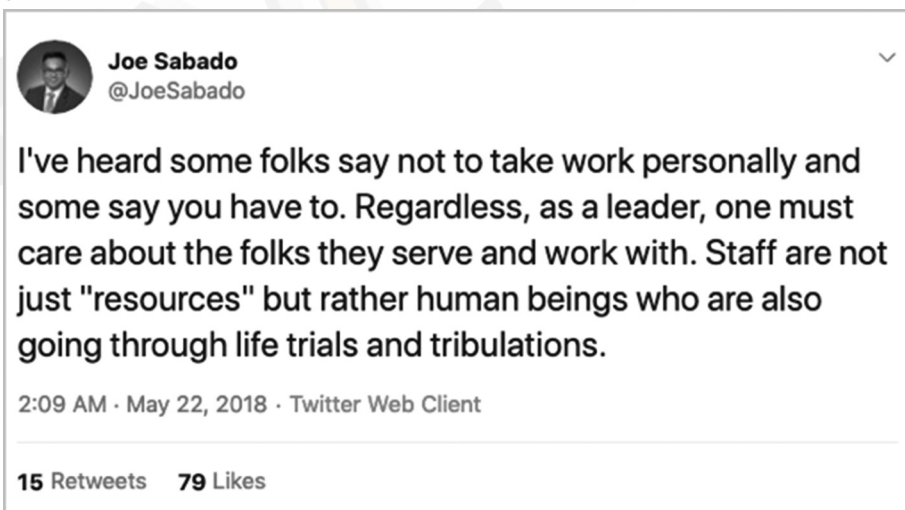 Joe Sabado
@JoeSabado
I've heard some folks say not to take work personally and
some say you have to. Regardless, as a leader, one must
care about the folks they serve and work with. Staff are not
just "resources" but rather human beings who are also
going through life trials and tribulations.
2:09 AM · May 22, 2018 · Twitter Web Client
15 Retweets 79 Likes